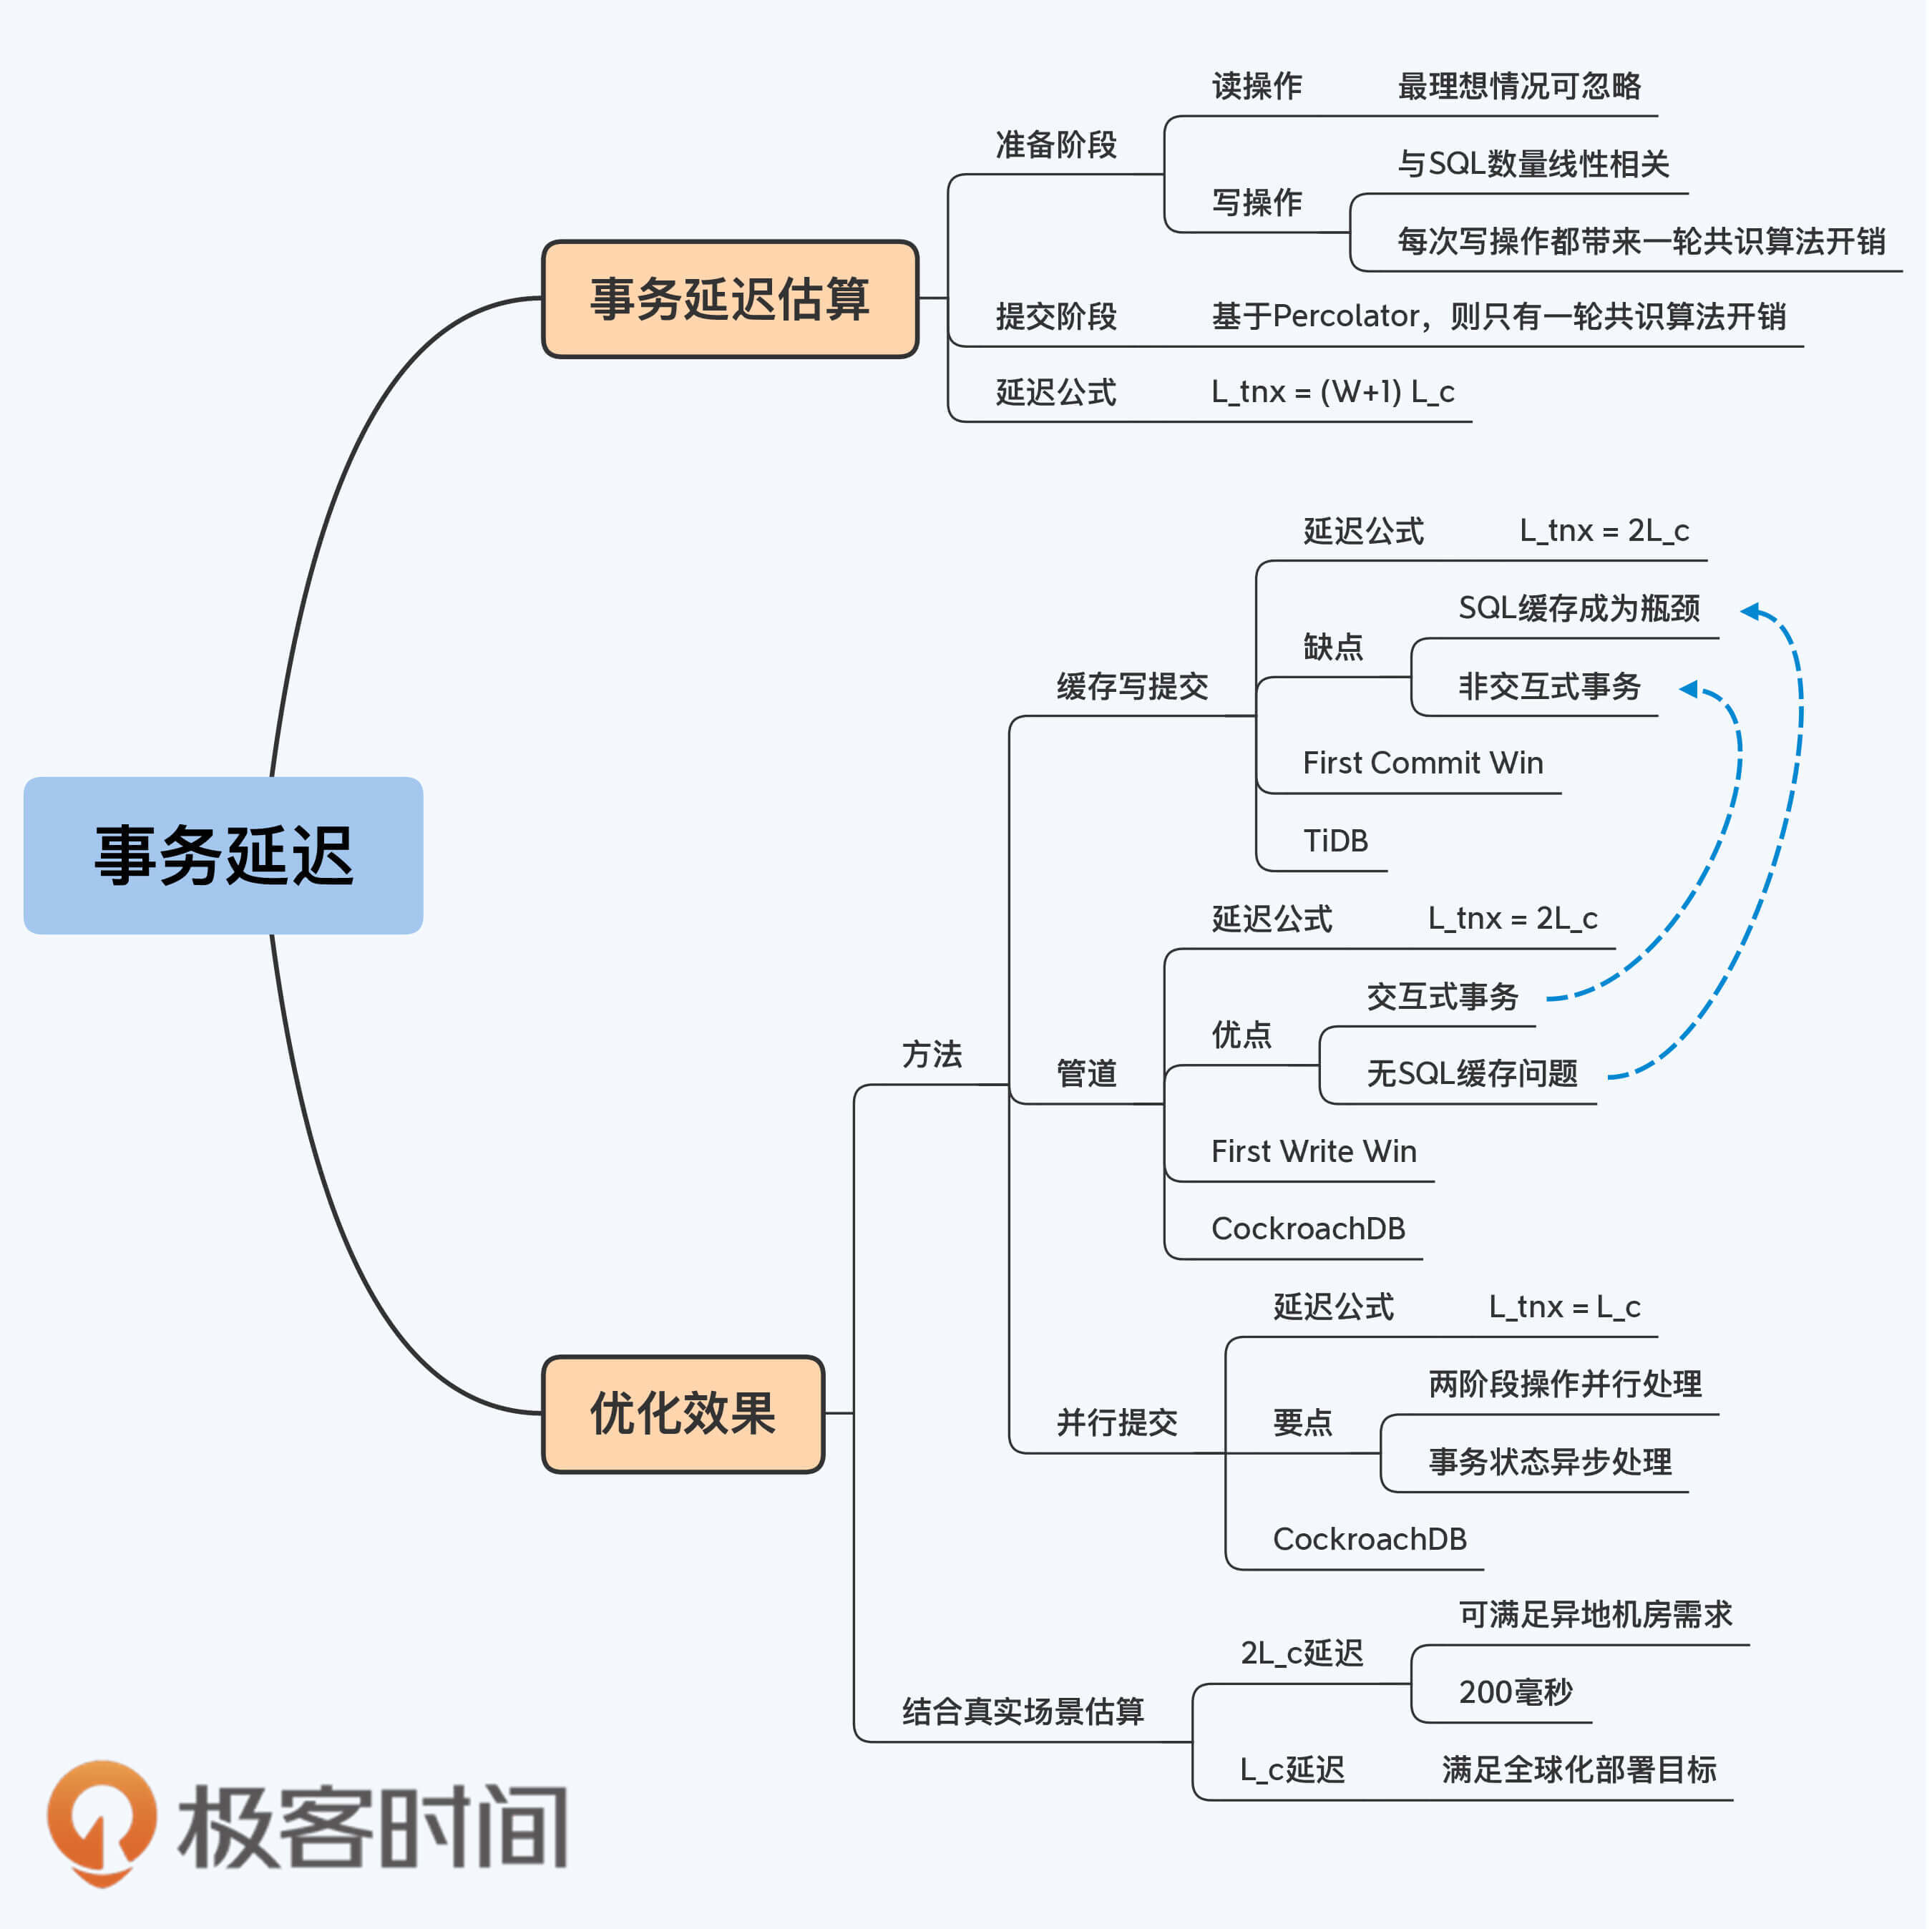 事务延迟
事务延迟估算
准备阶段
读操作
最理想情况可忽略
写操作
与SQL数量线性相关
每次写操作都带来一轮共识算法开销
提交阶段
基于Percolator，则只有一轮共识算法开销
延迟公式
L_tnx = (W+1) L_c
优化效果
方法
缓存写提交
延迟公式
L_tnx = 2L_c
缺点
SQL缓存成为瓶颈
非交互式事务
First Commit Win
TiDB
管道
延迟公式
L_tnx = 2L_c
优点
交互式事务
无SQL缓存问题
First Write Win
CockroachDB
并行提交
延迟公式
L_tnx = L_c
要点
两阶段操作并行处理
事务状态异步处理
CockroachDB
结合真实场景估算
2L_c延迟
可满足异地机房需求
200毫秒
L_c延迟
满足全球化部署目标
极客时间